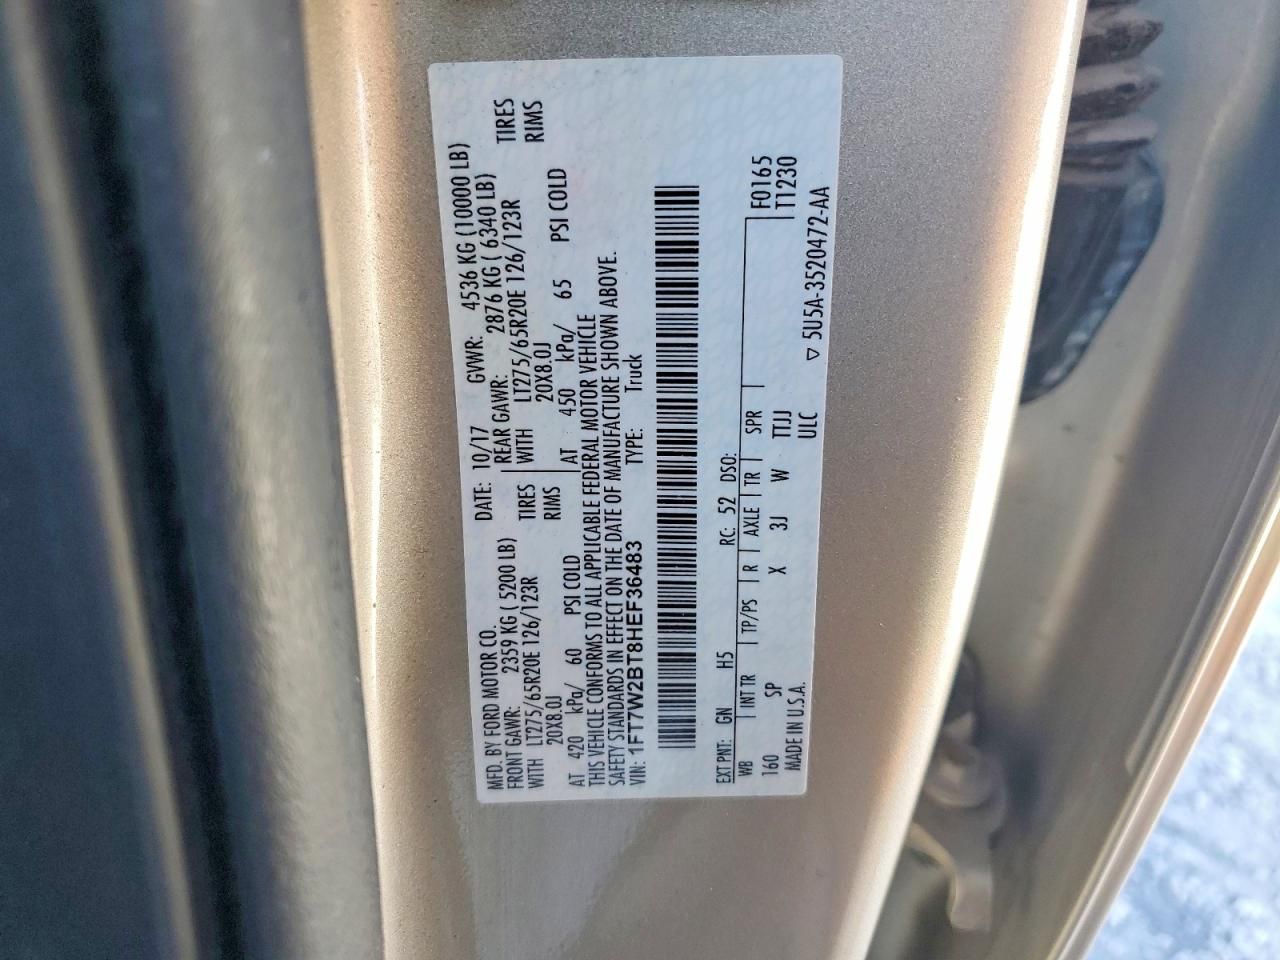 MFD. BY FORD MOTOR CO.   DATE: 10/17   GVWR: 4536 KG (10000 LB)
FRONT GAWR: 2359 KG ( 5200 LB)   REAR GAWR: 2876 KG ( 6340 LB)
WITH LT275/65R20E 126/123R TIRES   WITH LT275/65R20E 126/123R TIRES
20X8.0J RIMS   20X8.0J RIMS
AT 420 kPa/ 60 PSI COLD   AT 450 kPa/ 65 PSI COLD
THIS VEHICLE CONFORMS TO ALL APPLICABLE FEDERAL MOTOR VEHICLE
SAFETY STANDARDS IN EFFECT ON THE DATE OF MANUFACTURE SHOWN ABOVE.
VIN: 1FT7W2BT8HEF36483   TYPE: Truck
EXT PNT: GN H5   RC: 52 DSO:
WB | INT TR | TP/PS | R | AXLE | TR | SPR   F0165
160 SP X 3J W TTJJ   T1230
MADE IN U.S.A.   ULC   ▽ 5U5A-3520472-AA